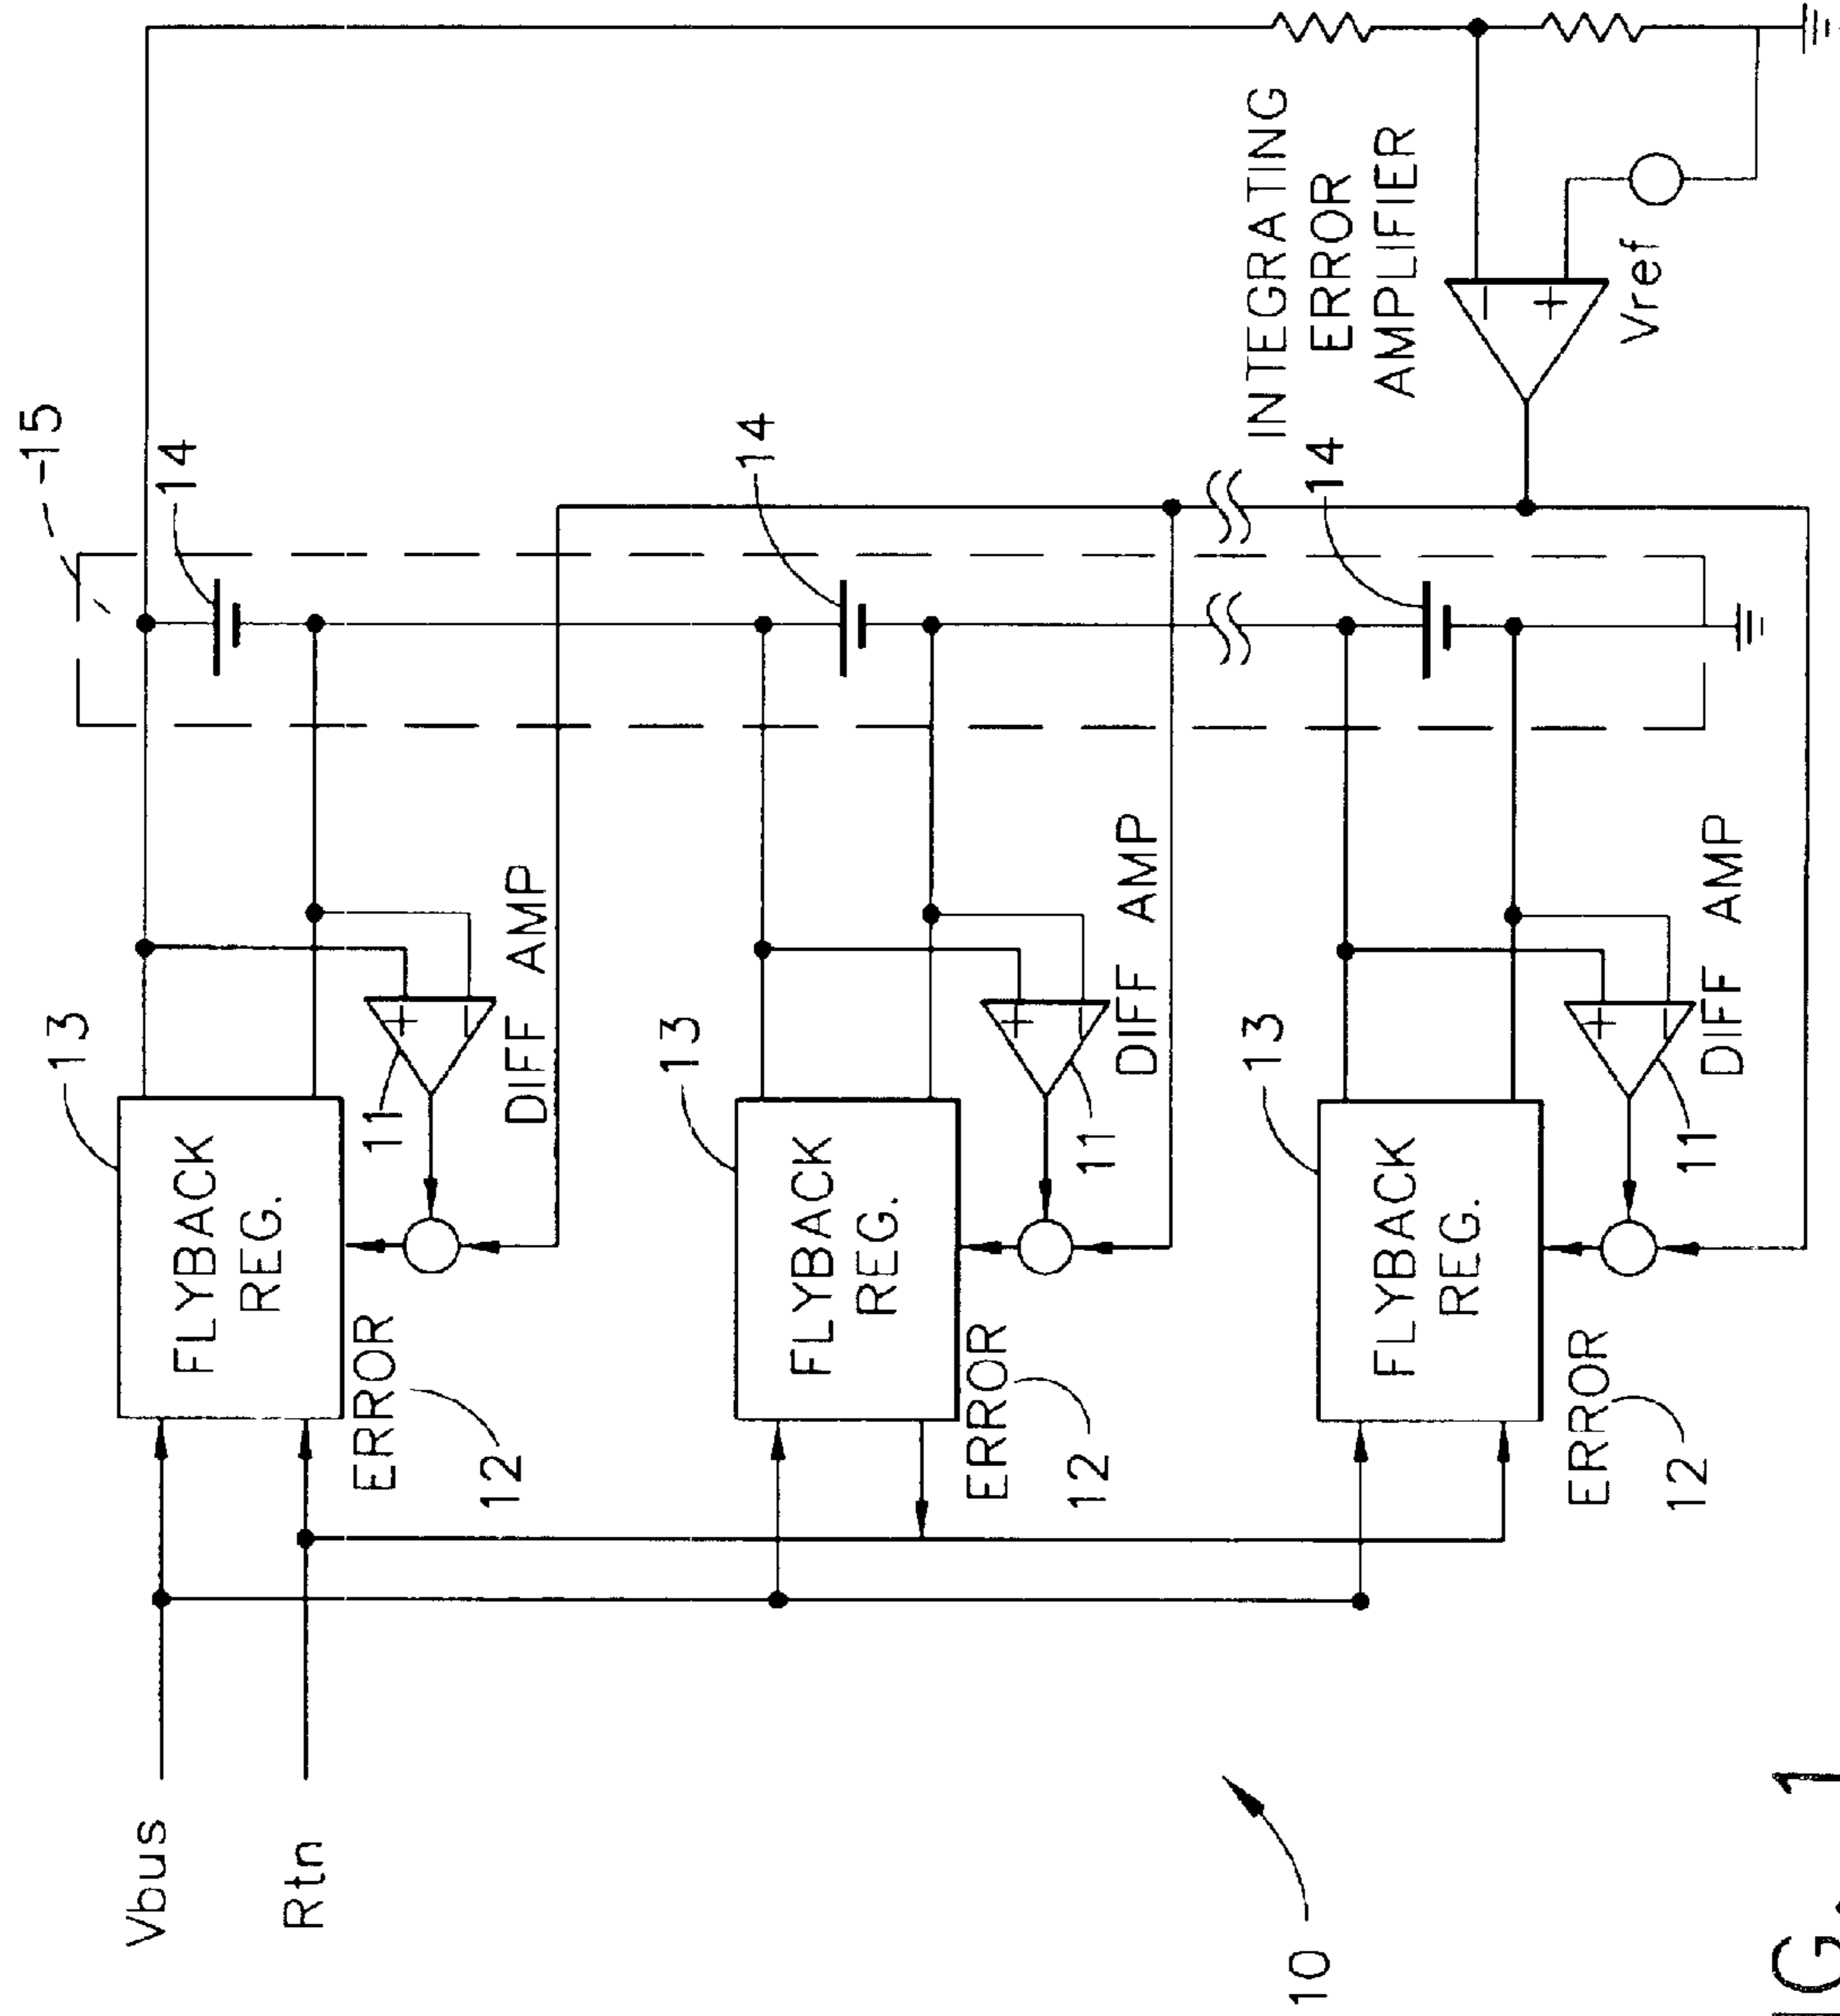 Vbus
Rtn
13
FLYBACK
REG.
11
DIFF AMP
ERROR
12
14
15
13
FLYBACK
REG.
11
DIFF AMP
ERROR
12
14
13
FLYBACK
REG.
11
DIFF AMP
ERROR
12
14
INTEGRATING
ERROR
AMPLIFIER
+
−
+
−
+
−
−
+
Vref
10
IG. 1